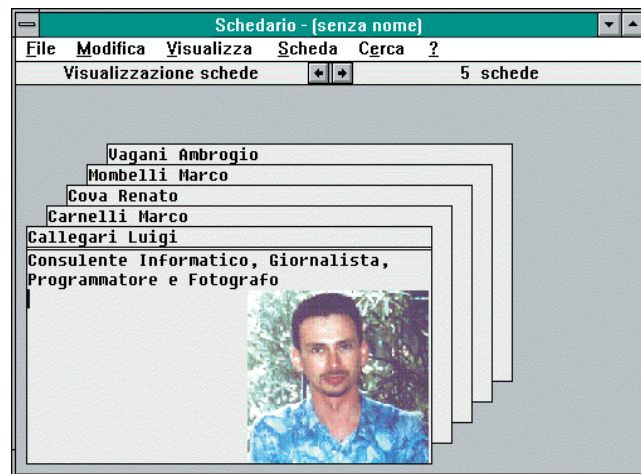 Schedario - (senza nome)
File Modifica Visualizza Scheda Cerca ?
Visualizzazione schede 5 schede
Vagani Ambrogio
Mombelli Marco
Cova Renato
Carnelli Marco
Callegari Luigi
Consulente Informatico, Giornalista,
Programmatore e Fotografo